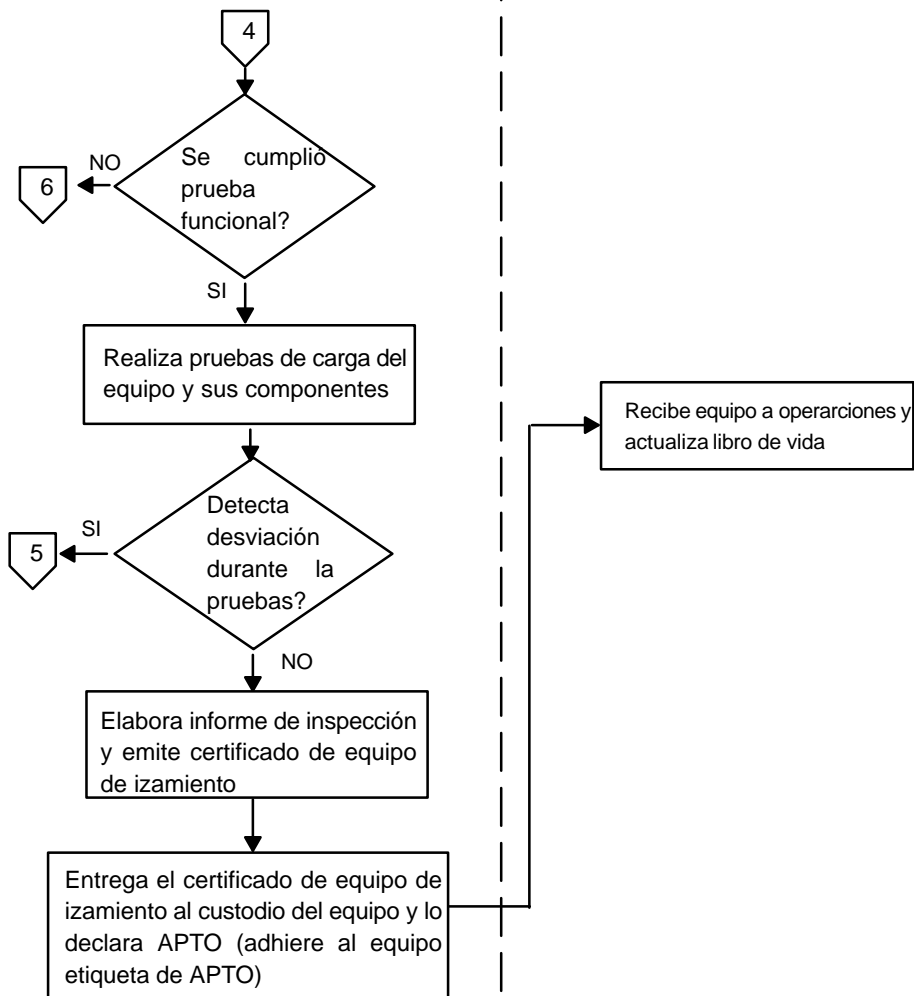 4
Se cumplió
prueba
funcional?
NO
6
SI
Realiza pruebas de carga del
equipo y sus componentes
Detecta
desviación
durante la
pruebas?
SI
5
NO
Elabora informe de inspección
y emite certificado de equipo
de izamiento
Entrega el certificado de equipo de
izamiento al custodio del equipo y lo
declara APTO (adhiere al equipo
etiqueta de APTO)
Recibe equipo a operarciones y
actualiza libro de vida